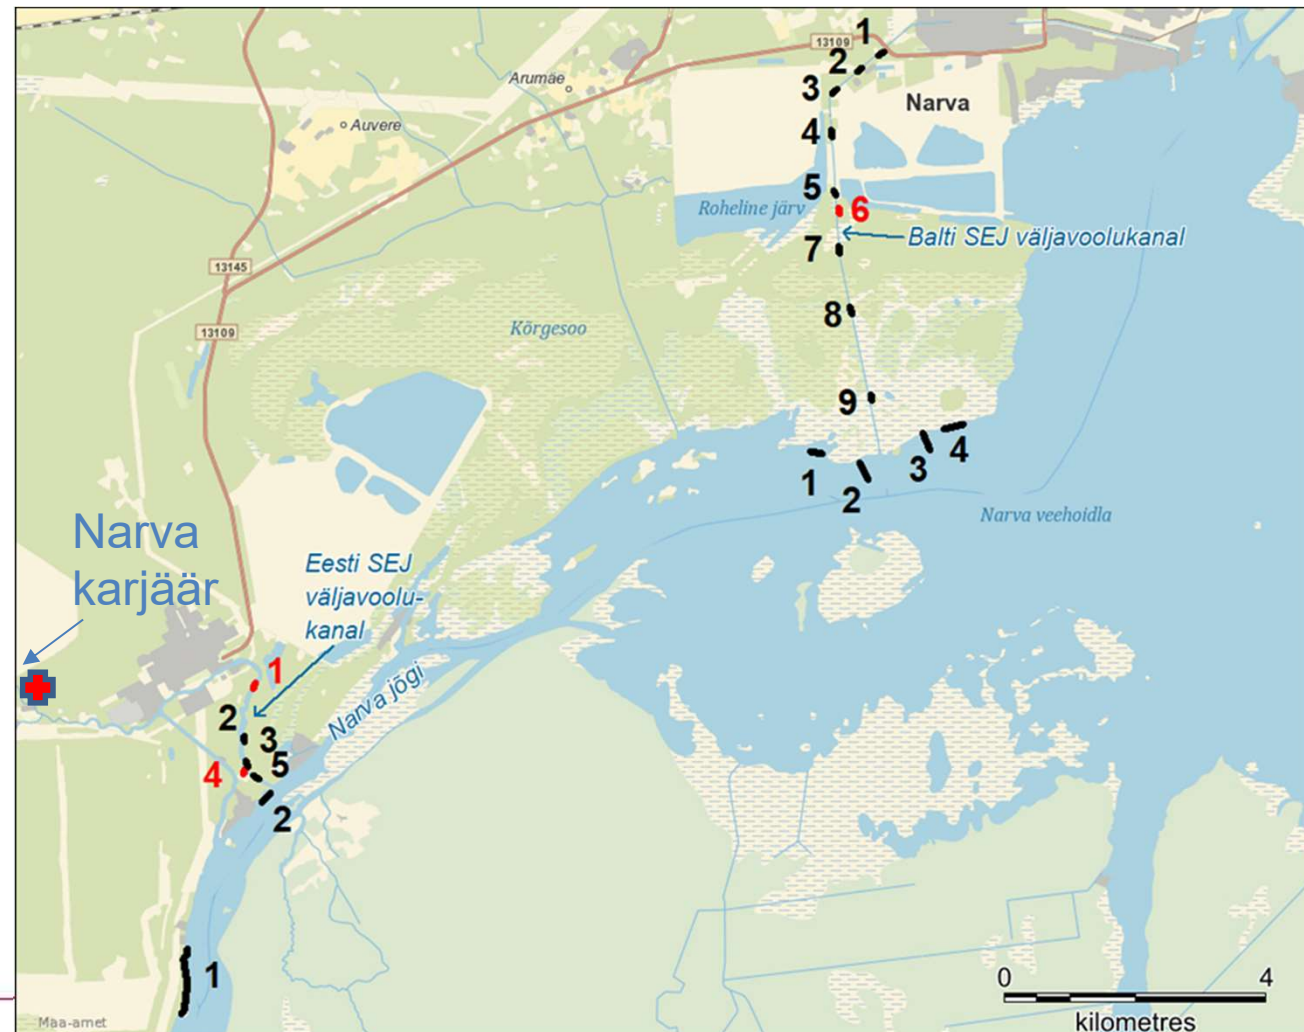 1
13109
2
Arumäe
3
Narva
Auvere
4
5
Roheline järv
6
Balti SEJ väljavoolukanal
7
13145
8
13109
Kõrgesoo
9
4
3
1
2
Narva veehoidla
Narva
karjäär
Eesti SEJ
väljavoolu-
kanal
1
Narva jõgi
2
3
5
4
2
1
0 4
kilometres
Maa-amet